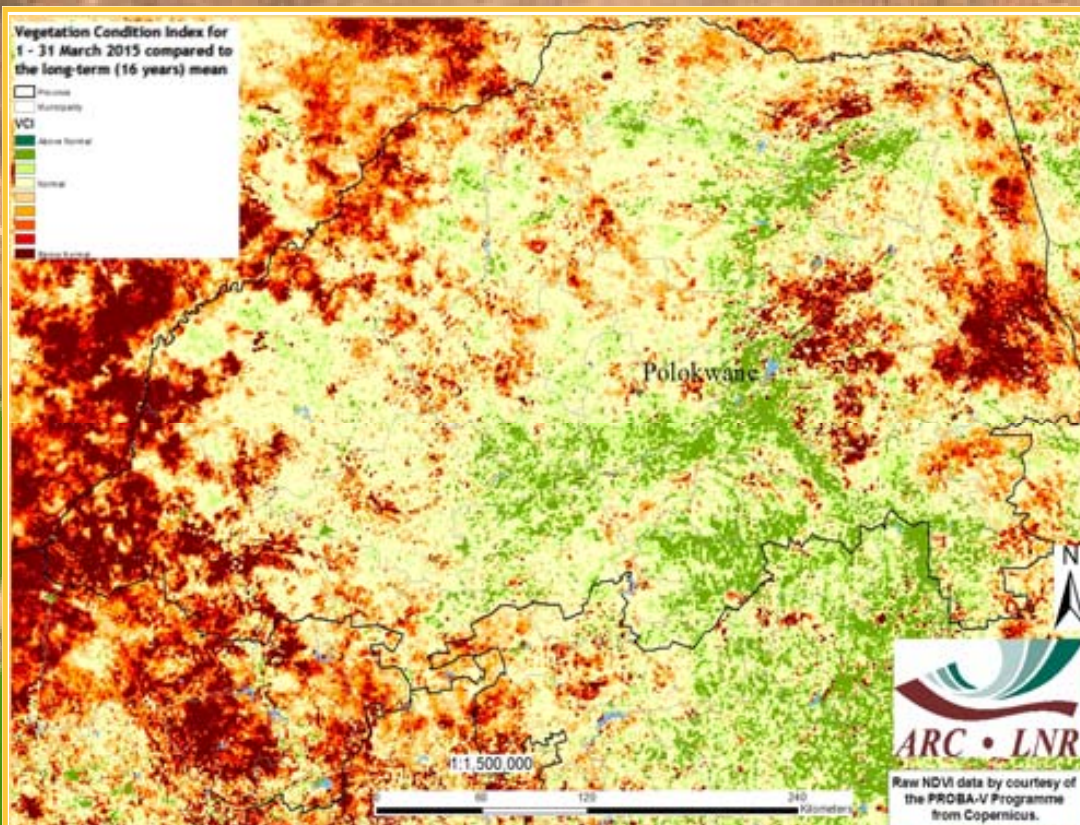 Vegetation Condition Index for
1 - 31 March 2015 compared to
the long-term (16 years) mean
Province
Municipality
VCI
Above Normal
Normal
Below Normal
Polokwane
N
1:1,500,000
0 60 120 240
Kilometers
ARC • LNR
Raw NDVI data by courtesy of
the PROBA-V Programme
from Copernicus.